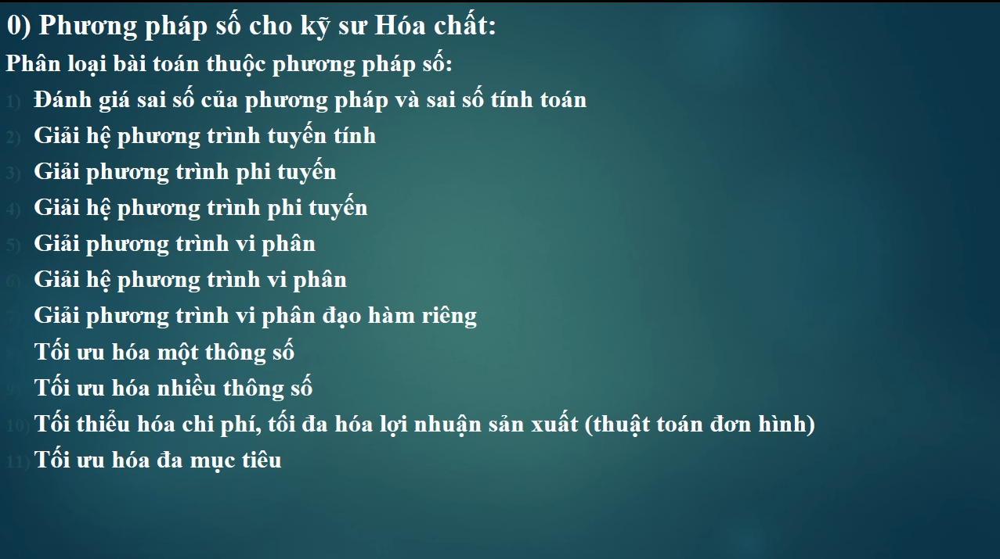 0) Phương pháp số cho kỹ sư Hóa chất:
Phân loại bài toán thuộc phương pháp số:
1) Đánh giá sai số của phương pháp và sai số tính toán
2) Giải hệ phương trình tuyến tính
3) Giải phương trình phi tuyến
4) Giải hệ phương trình phi tuyến
5) Giải phương trình vi phân
6) Giải hệ phương trình vi phân
7) Giải phương trình vi phân đạo hàm riêng
8) Tối ưu hóa một thông số
9) Tối ưu hóa nhiều thông số
10) Tối thiểu hóa chi phí, tối đa hóa lợi nhuận sản xuất (thuật toán đơn hình)
11) Tối ưu hóa đa mục tiêu